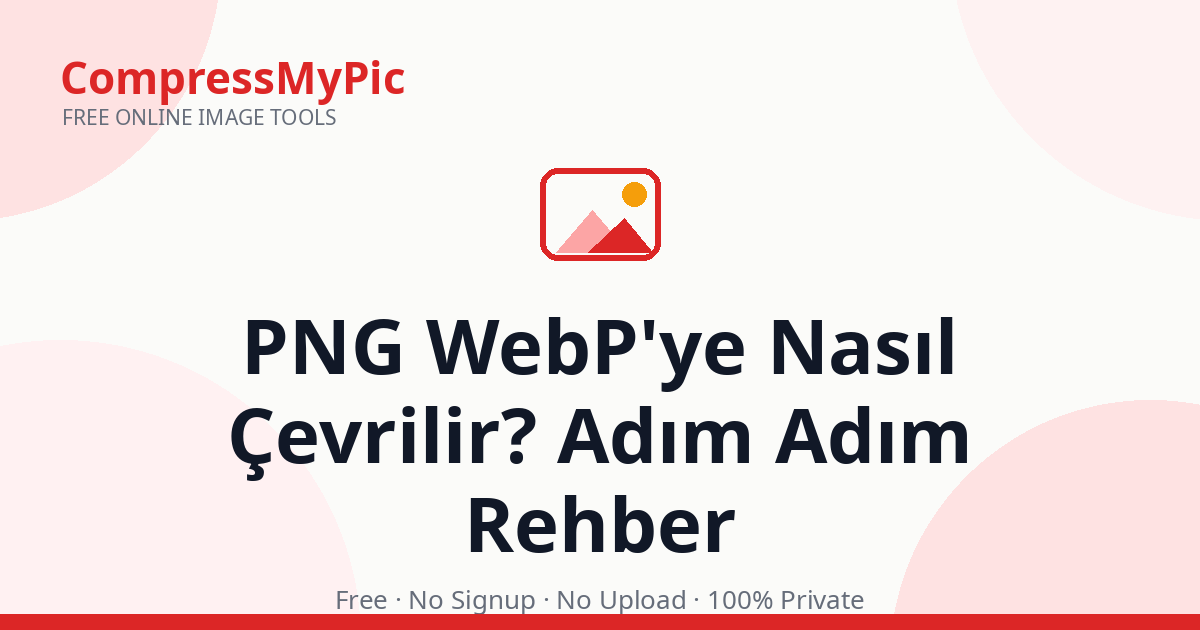 CompressMyPic
FREE ONLINE IMAGE TOOLS
PNG WebP'ye Nasıl
Çevrilir? Adım Adım
Rehber
Free · No Signup · No Upload · 100% Private